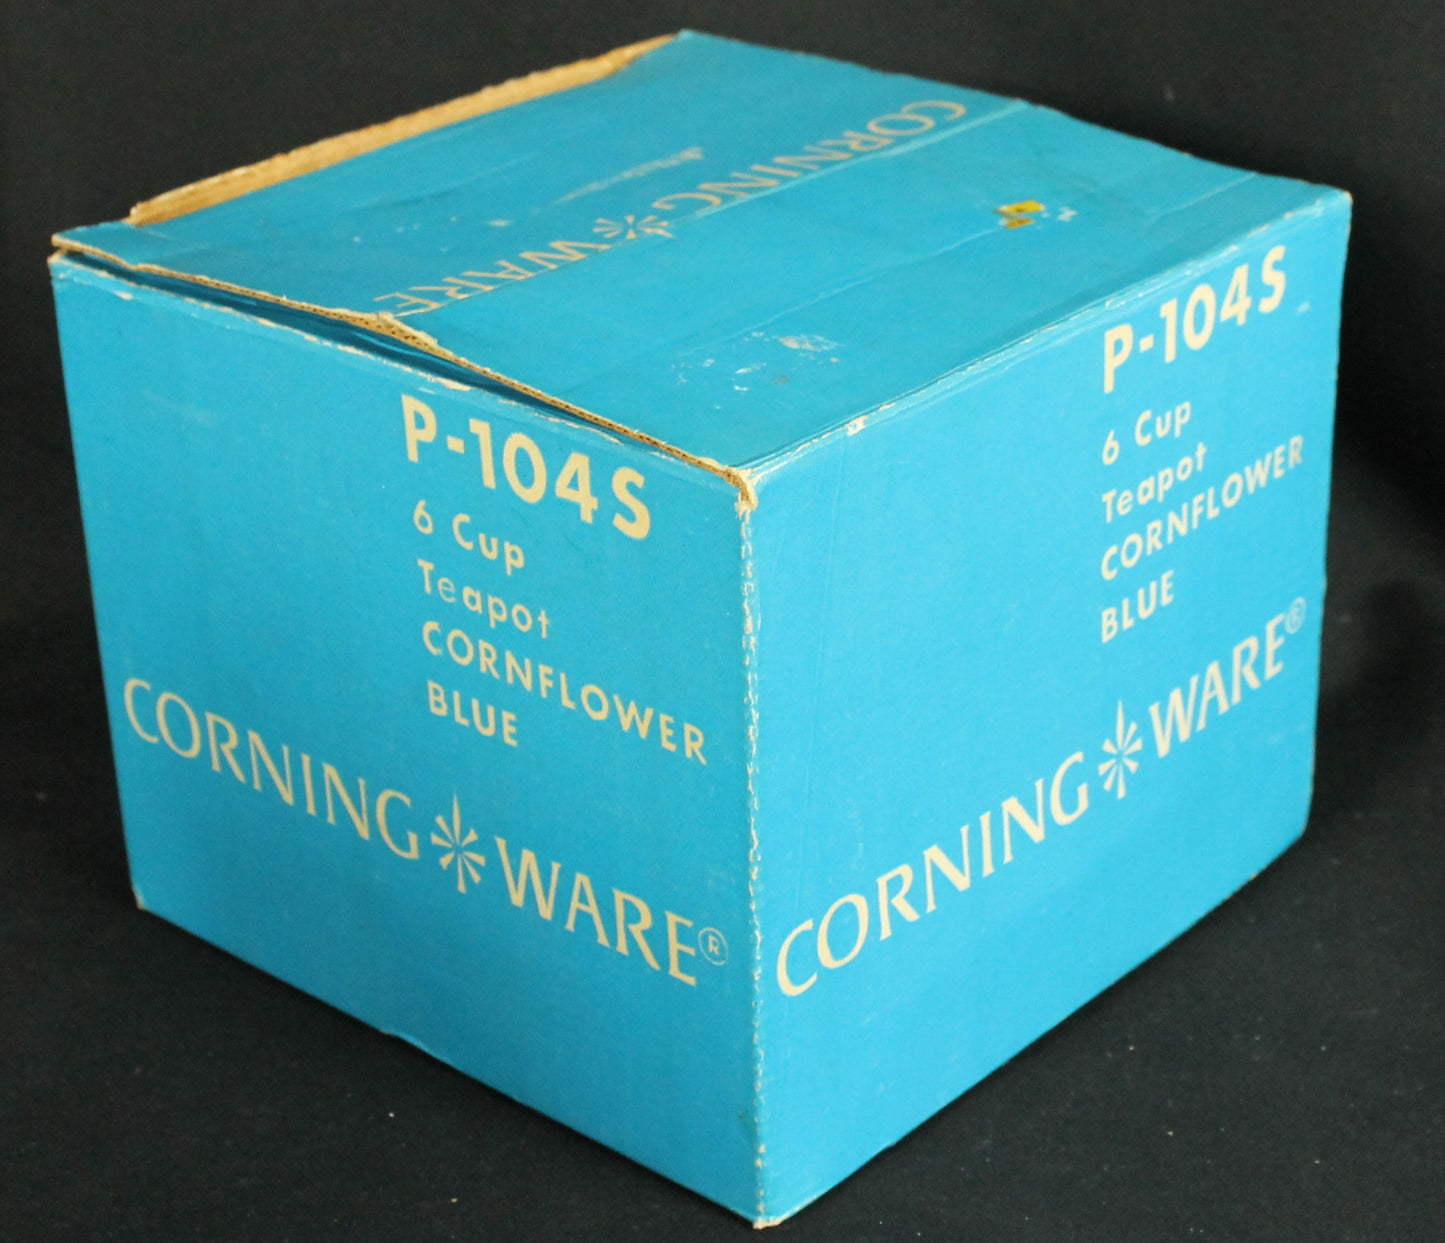 CORNING WARE
P-104S
6 Cup
Teapot
CORNFLOWER
BLUE
CORNING WARE®
P-104S
6 Cup
Teapot
CORNFLOWER
BLUE
CORNING WARE®